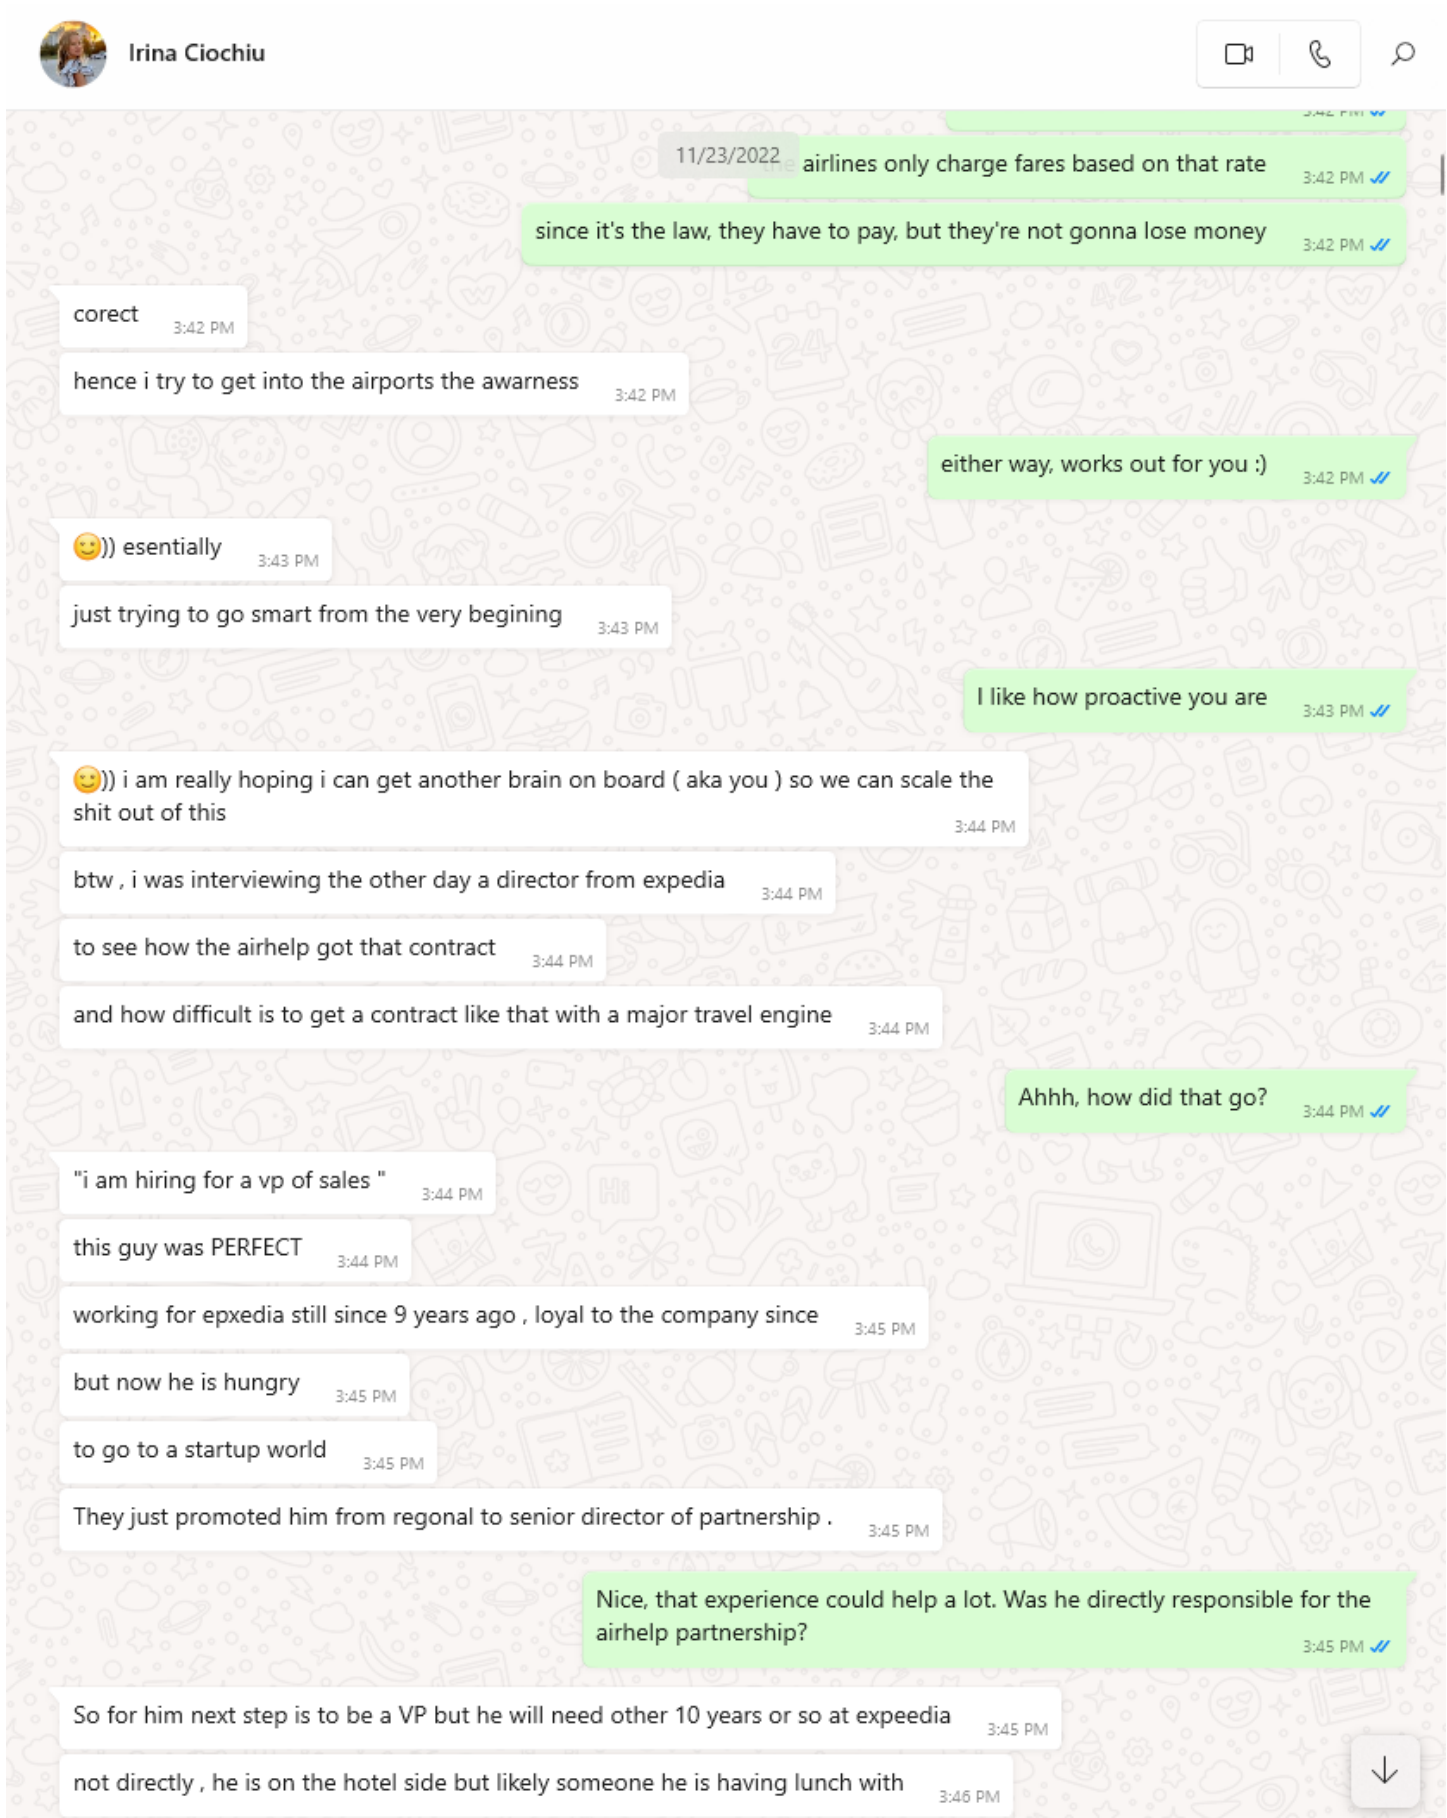 Irina Ciochiu
3:42 PM
11/23/2022
the airlines only charge fares based on that rate
3:42 PM
since it's the law, they have to pay, but they're not gonna lose money
3:42 PM
corect
3:42 PM
hence i try to get into the airports the awarness
3:42 PM
either way, works out for you :)
3:42 PM
🙂)) esentially
3:43 PM
just trying to go smart from the very begining
3:43 PM
I like how proactive you are
3:43 PM
🙂)) i am really hoping i can get another brain on board ( aka you ) so we can scale the
shit out of this
3:44 PM
btw , i was interviewing the other day a director from expedia
3:44 PM
to see how the airhelp got that contract
3:44 PM
and how difficult is to get a contract like that with a major travel engine
3:44 PM
Ahhh, how did that go?
3:44 PM
"i am hiring for a vp of sales "
3:44 PM
this guy was PERFECT
3:44 PM
working for epxedia still since 9 years ago , loyal to the company since
3:45 PM
but now he is hungry
3:45 PM
to go to a startup world
3:45 PM
They just promoted him from regonal to senior director of partnership .
3:45 PM
Nice, that experience could help a lot. Was he directly responsible for the
airhelp partnership?
3:45 PM
So for him next step is to be a VP but he will need other 10 years or so at expeedia
3:45 PM
not directly , he is on the hotel side but likely someone he is having lunch with
3:46 PM